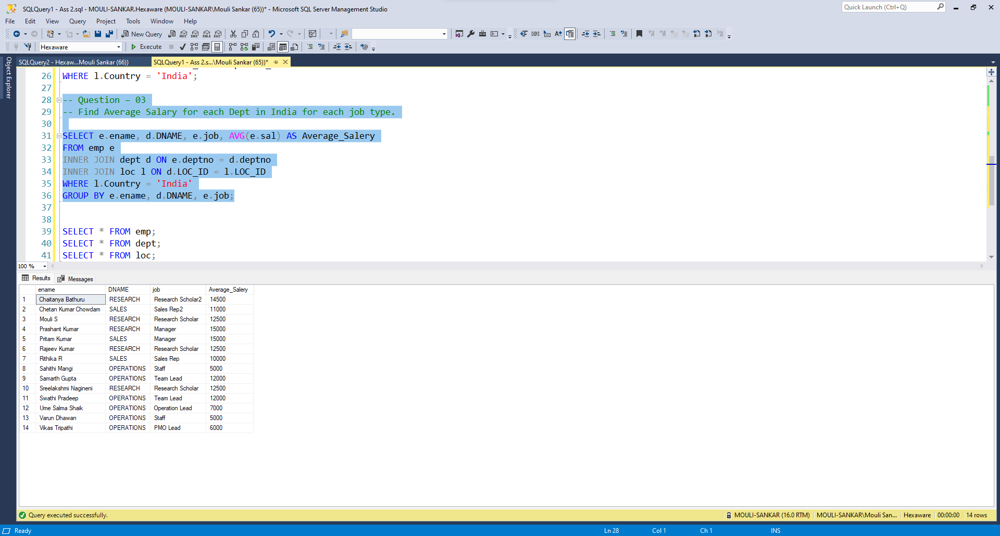 SQLQuery1 - Ass 2.sql - MOULI-SANKAR.Hexaware (MOULI-SANKAR\Mouli Sankar (65))* - Microsoft SQL Server Management Studio
Quick Launch (Ctrl+Q)
File Edit View Query Project Tools Window Help
New Query MDX DMX XMLA DAX
Hexaware Execute
Object Explorer
SQLQuery2 - Hexaw...Mouli Sankar (66)) SQLQuery1 - Ass 2.s...\Mouli Sankar (65))*
26 WHERE l.Country = 'India';
27
28 -- Question – 03
29 -- Find Average Salary for each Dept in India for each job type.
30
31 SELECT e.ename, d.DNAME, e.job, AVG(e.sal) AS Average_Salery
32 FROM emp e
33 INNER JOIN dept d ON e.deptno = d.deptno
34 INNER JOIN loc l ON d.LOC_ID = l.LOC_ID
35 WHERE l.Country = 'India'
36 GROUP BY e.ename, d.DNAME, e.job;
37
38
39 SELECT * FROM emp;
40 SELECT * FROM dept;
41 SELECT * FROM loc;
100 %
Results Messages
ename DNAME job Average_Salery
1 Chaitanya Bathuru RESEARCH Research Scholar2 14500
2 Chetan Kumar Chowdam SALES Sales Rep2 11000
3 Mouli S RESEARCH Research Scholar 12500
4 Prashant Kumar RESEARCH Manager 15000
5 Pritam Kumar SALES Manager 15000
6 Rajeev Kumar RESEARCH Research Scholar 12500
7 Rithika R SALES Sales Rep 10000
8 Sahithi Mangi OPERATIONS Staff 5000
9 Samarth Gupta OPERATIONS Team Lead 12000
10 Sreelakshmi Nagineni RESEARCH Research Scholar 12500
11 Swathi Pradeep OPERATIONS Team Lead 12000
12 Ume Salma Shaik OPERATIONS Operation Lead 7000
13 Varun Dhawan OPERATIONS Staff 5000
14 Vikas Tripathi OPERATIONS PMO Lead 6000
Query executed successfully. MOULI-SANKAR (16.0 RTM) MOULI-SANKAR\Mouli San... Hexaware 00:00:00 14 rows
Ready Ln 28 Col 1 Ch 1 INS